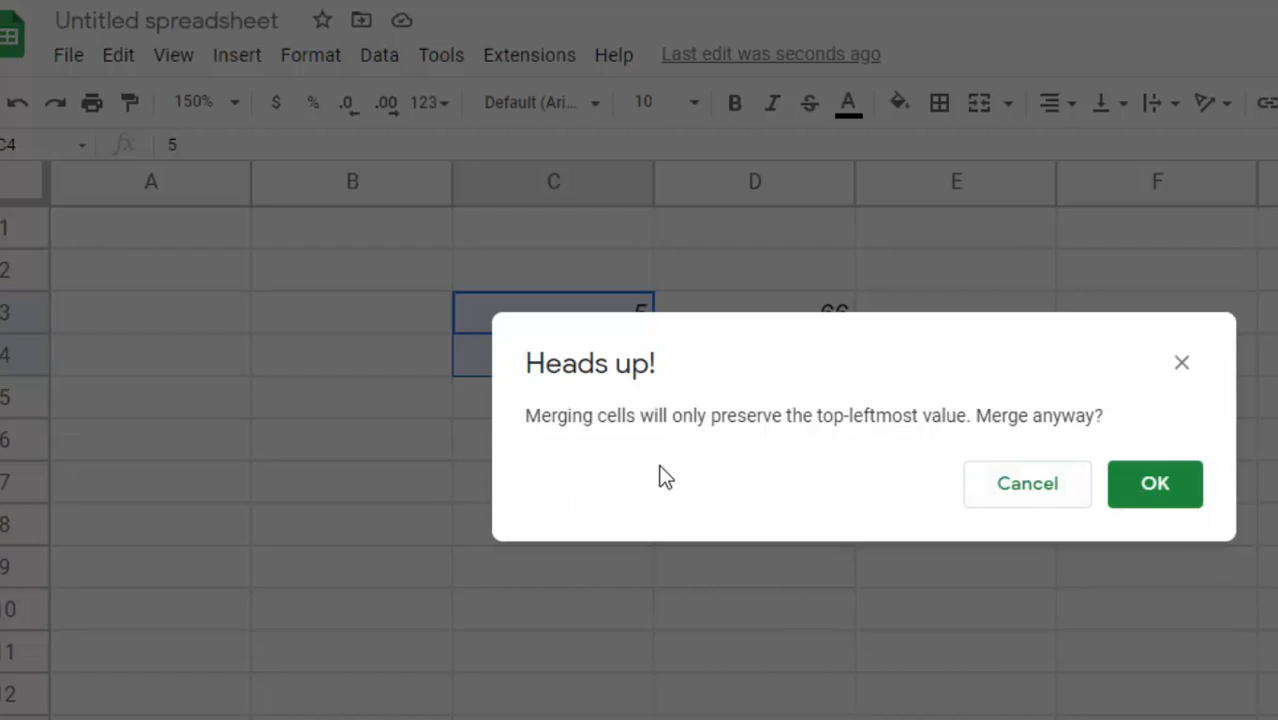 Untitled spreadsheet
File Edit View Insert Format Data Tools Extensions Help Last edit was seconds ago
150% $ % .0 .00 123 Default (Ari... 10 B I S A
C4 fx 5
A B C D E F
1
2
3 5 66
4
5
6
7
8
9
10
11
12
Heads up!
Merging cells will only preserve the top-leftmost value. Merge anyway?
Cancel OK